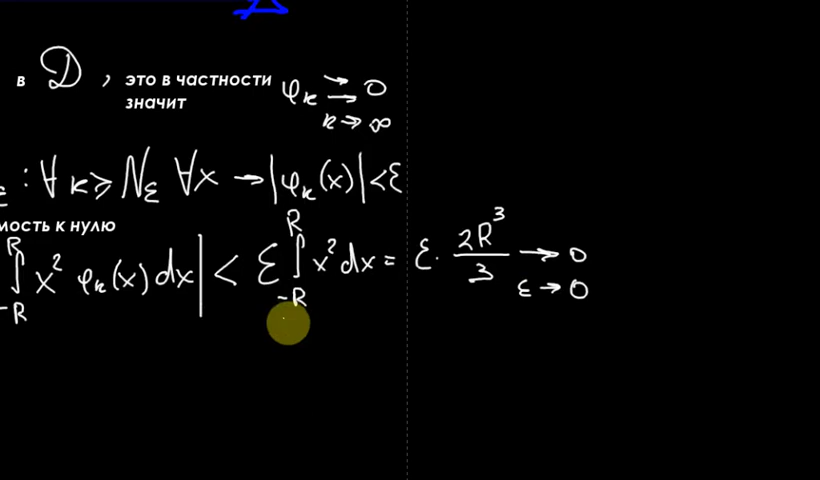 в 𝒟 , это в частности значит φₖ ⇉ 0
k → ∞
ε : ∀ k ⩾ N_ε ∀x → |φₖ(x)| < ε
мость к нулю
∫_{-R}^{R} x² φₖ(x) dx| < ε ∫_{-R}^{R} x² dx = ε · 2R³/3 → 0
ε → 0